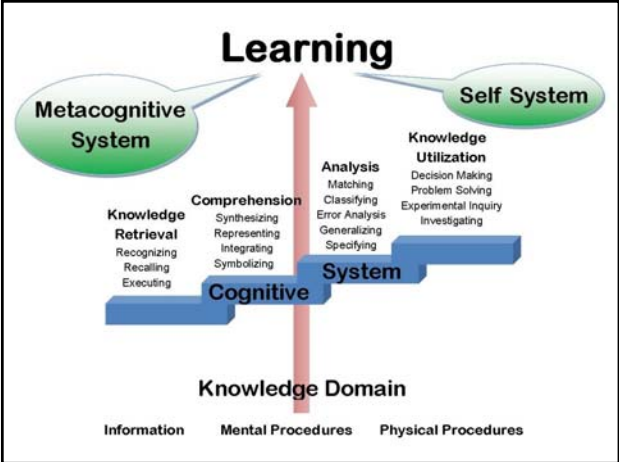 Learning
Metacognitive
System
Self System
Knowledge
Retrieval
Recognizing
Recalling
Executing
Comprehension
Synthesizing
Representing
Integrating
Symbolizing
Analysis
Matching
Classifying
Error Analysis
Generalizing
Specifying
Knowledge
Utilization
Decision Making
Problem Solving
Experimental Inquiry
Investigating
Cognitive
System
Knowledge Domain
Information Mental Procedures Physical Procedures